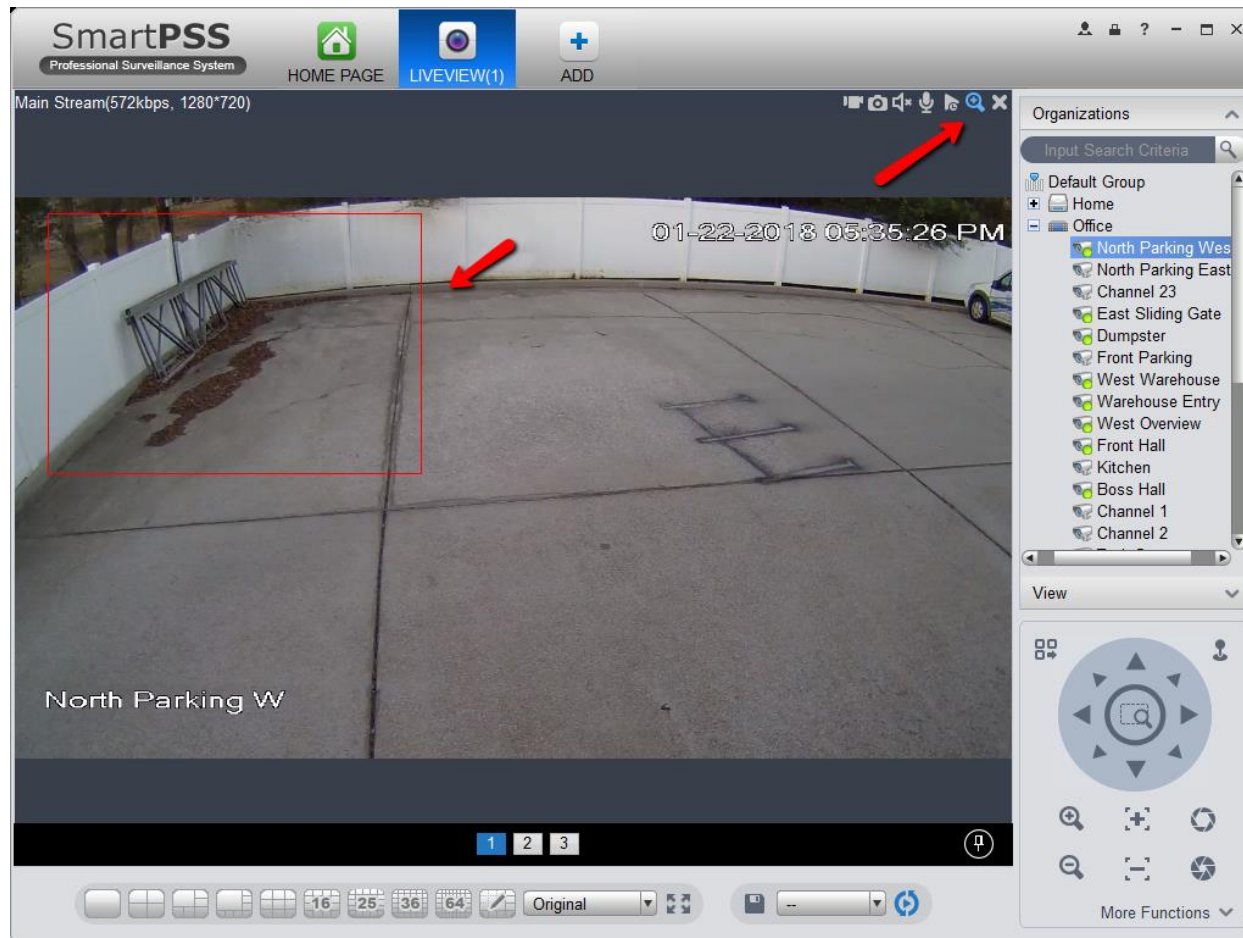 SmartPSS
Professional Surveillance System
HOME PAGE
LIVEVIEW(1)
ADD
?
Main Stream(572kbps, 1280*720)
01-22-2018 05:35:26 PM
North Parking W
1 2 3
16 25 36 64 Original --
Organizations
Input Search Criteria
Default Group
Home
Office
North Parking Wes
North Parking East
Channel 23
East Sliding Gate
Dumpster
Front Parking
West Warehouse
Warehouse Entry
West Overview
Front Hall
Kitchen
Boss Hall
Channel 1
Channel 2
View
More Functions